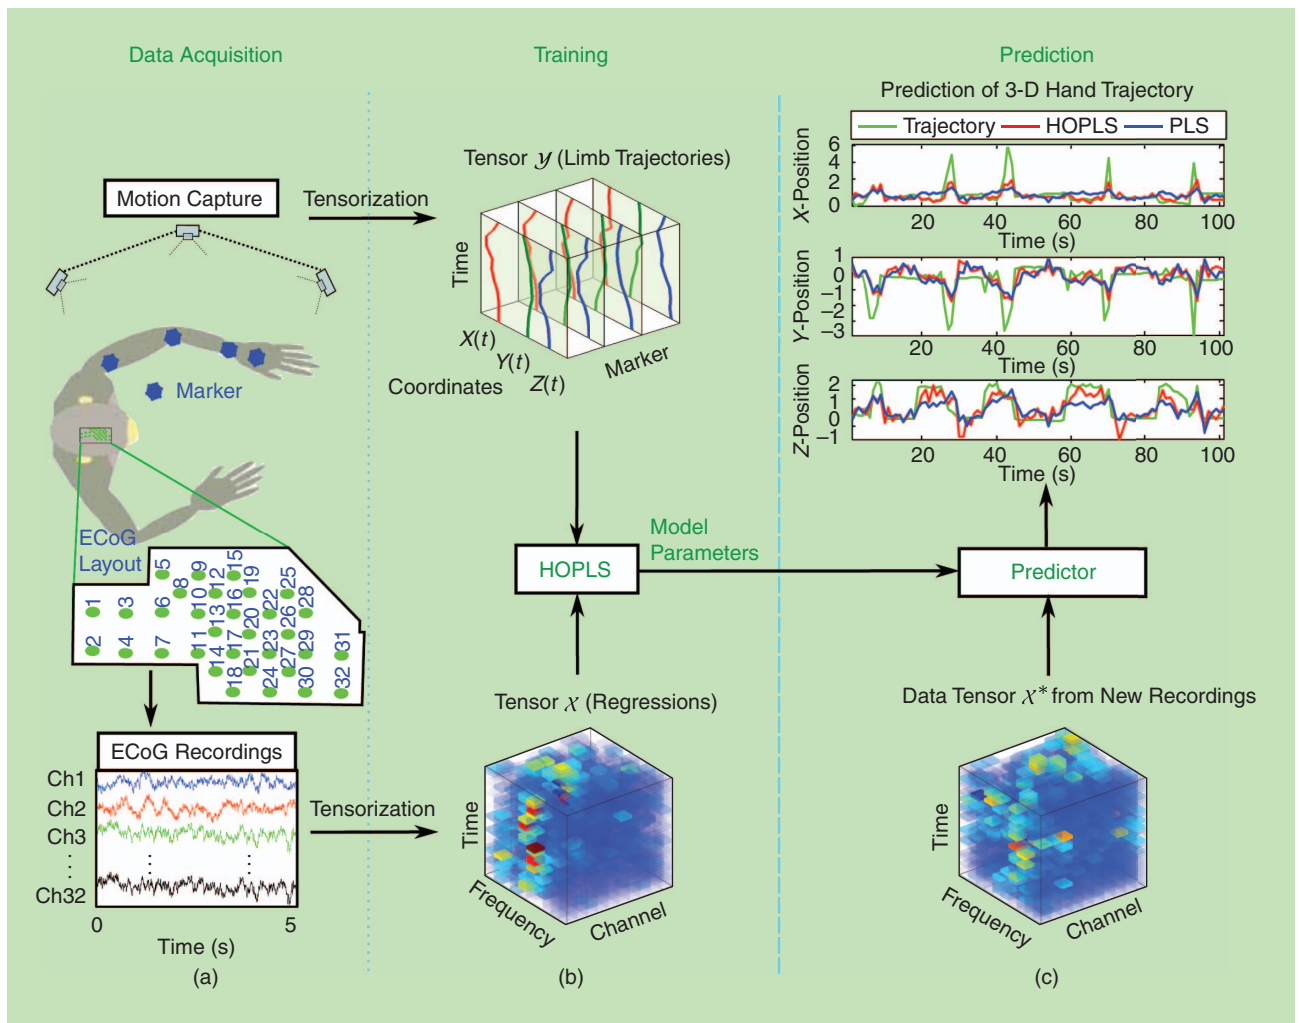 Data Acquisition
Training
Prediction
Motion Capture
Tensorization
Marker
ECoG
Layout
1
2
3
4
5
6
7
8
9
10
11
12
13
14
15
16
17
18
19
20
21
22
23
24
25
26
27
28
29
30
31
32
ECoG Recordings
Ch1
Ch2
Ch3
⋮
Ch32
0
5
Time (s)
(a)
Tensorization
Tensor 𝒴 (Limb Trajectories)
Time
X(t)
Y(t)
Z(t)
Coordinates
Marker
HOPLS
Model
Parameters
Tensor 𝒳 (Regressions)
Time
Frequency
Channel
(b)
Prediction of 3-D Hand Trajectory
Trajectory HOPLS PLS
X-Position
6
4
2
0
20 40 60 80 100
Time (s)
Y-Position
1
0
−1
−2
−3
20 40 60 80 100
Time (s)
Z-Position
2
1
0
−1
20 40 60 80 100
Time (s)
Predictor
Data Tensor 𝒳* from New Recordings
Time
Frequency
Channel
(c)